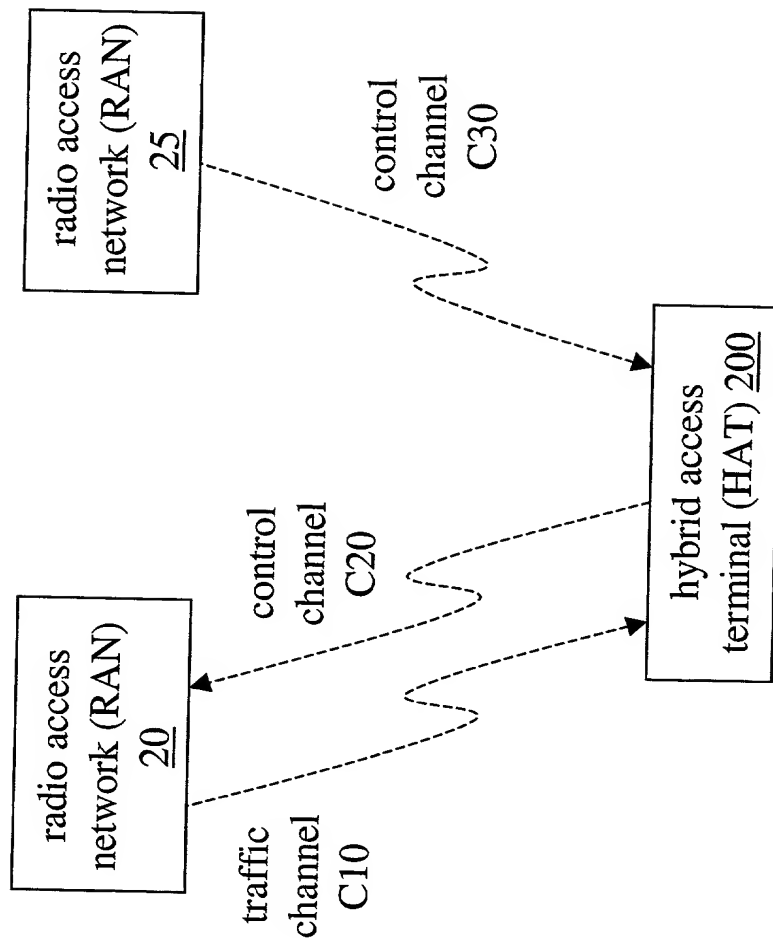 radio access
network (RAN)
20
radio access
network (RAN)
25
traffic
channel
C10
control
channel
C20
control
channel
C30
hybrid access
terminal (HAT) 200